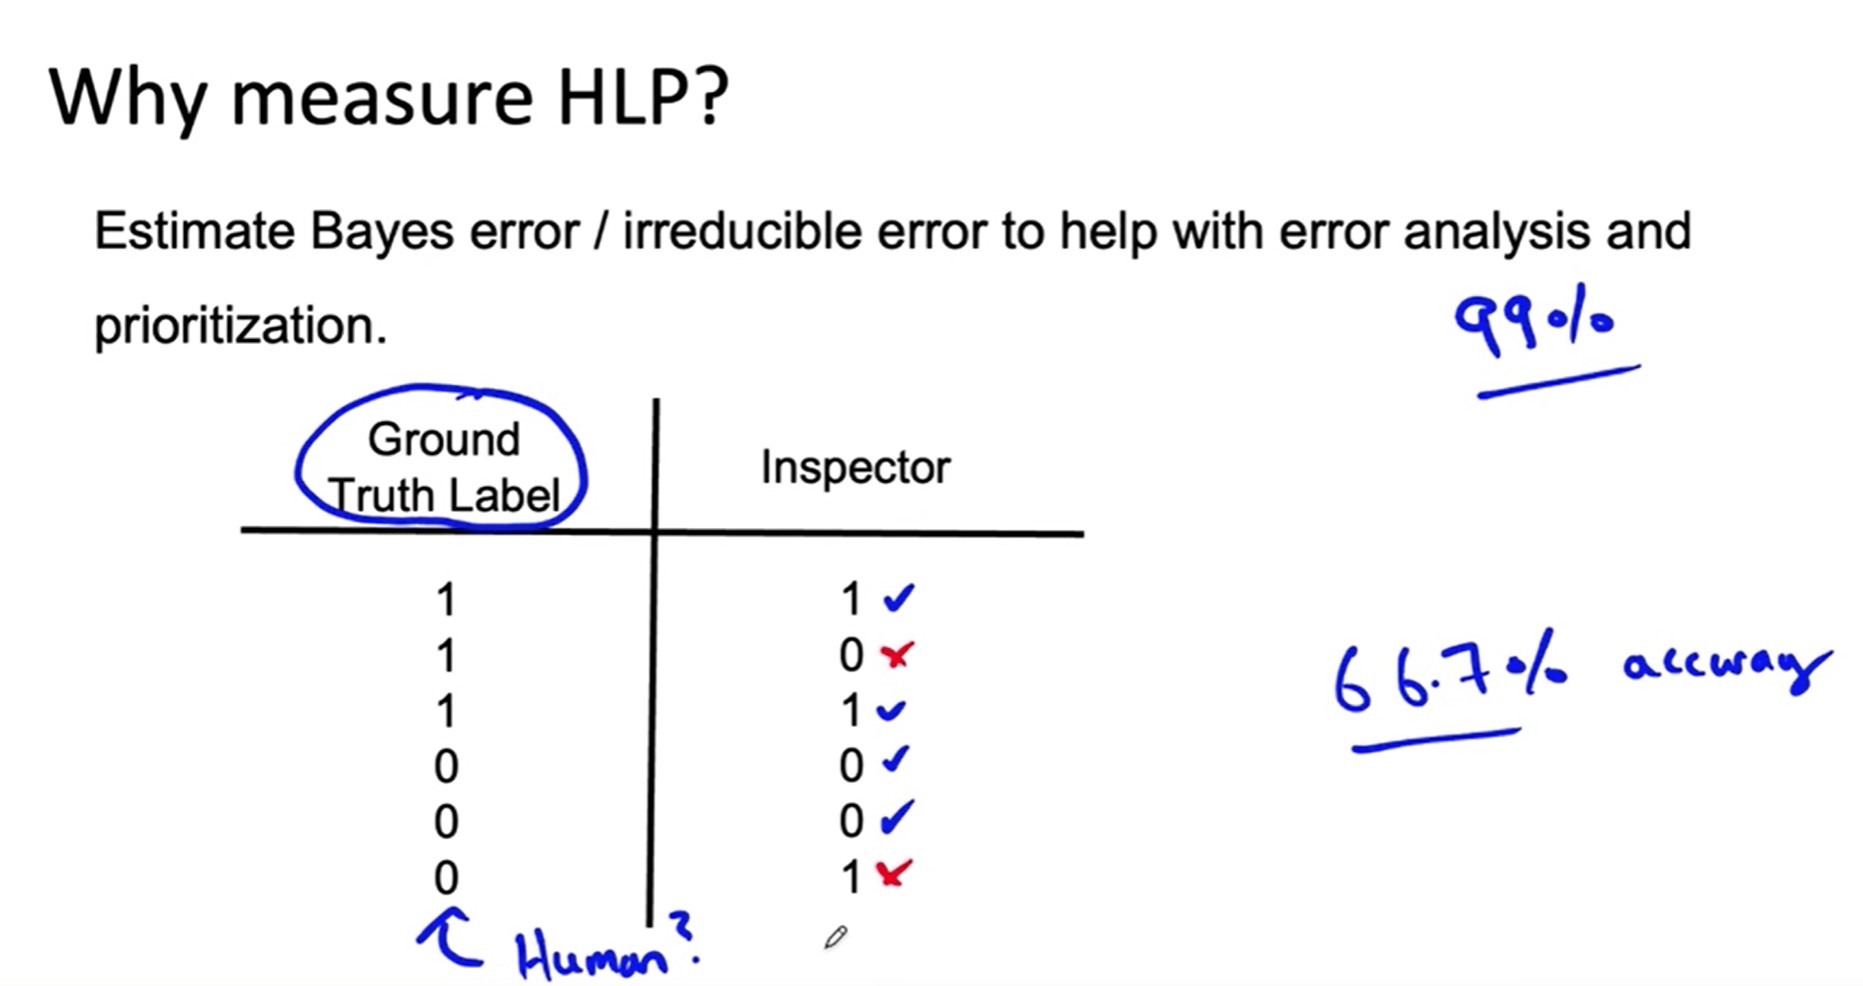 Why measure HLP?
Estimate Bayes error / irreducible error to help with error analysis and
prioritization.
99%
Ground
Truth Label
Inspector
1 1
1 0
1 1
0 0
0 0
0 1
66.7% accuracy
Human?